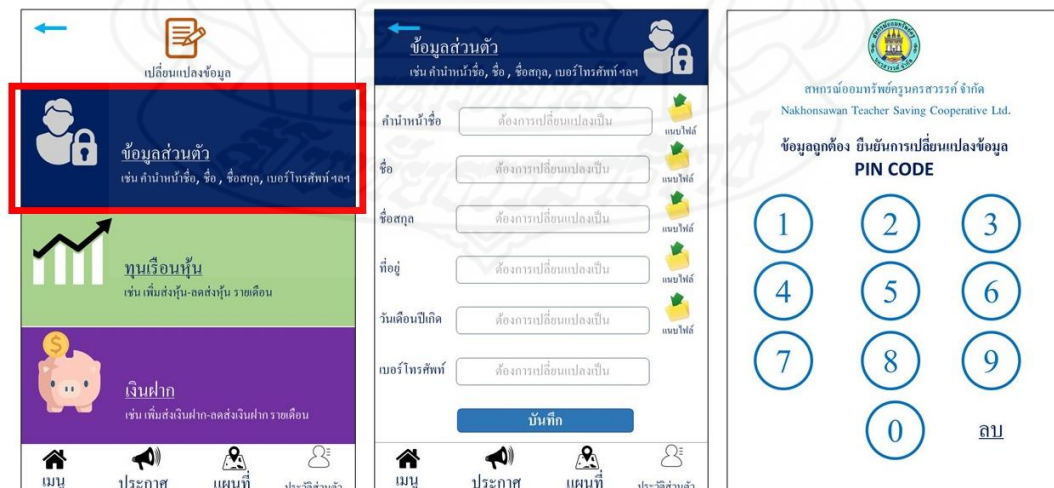 เปลี่ยนแปลงข้อมูล
ข้อมูลส่วนตัว
เช่น คำนำหน้าชื่อ, ชื่อ , ชื่อสกุล, เบอร์โทรศัพท์ ฯลฯ
ทุนเรือนหุ้น
เช่น เพิ่มส่งหุ้น-ลดส่งหุ้น รายเดือน
เงินฝาก
เช่น เพิ่มส่งเงินฝาก-ลดส่งเงินฝาก รายเดือน
เมนู ประกาศ แผนที่ ประวัติส่วนตัว
ข้อมูลส่วนตัว
เช่น คำนำหน้าชื่อ, ชื่อ , ชื่อสกุล, เบอร์โทรศัพท์ ฯลฯ
คำนำหน้าชื่อ ต้องการเปลี่ยนแปลงเป็น แนบไฟล์
ชื่อ ต้องการเปลี่ยนแปลงเป็น แนบไฟล์
ชื่อสกุล ต้องการเปลี่ยนแปลงเป็น แนบไฟล์
ที่อยู่ ต้องการเปลี่ยนแปลงเป็น แนบไฟล์
วันเดือนปีเกิด ต้องการเปลี่ยนแปลงเป็น แนบไฟล์
เบอร์โทรศัพท์ ต้องการเปลี่ยนแปลงเป็น
บันทึก
เมนู ประกาศ แผนที่ ประวัติส่วนตัว
สหกรณ์ออมทรัพย์ครูนครสวรรค์ จำกัด
Nakhonsawan Teacher Saving Cooperative Ltd.
ข้อมูลถูกต้อง ยืนยันการเปลี่ยนแปลงข้อมูล
PIN CODE
1 2 3
4 5 6
7 8 9
0 ลบ